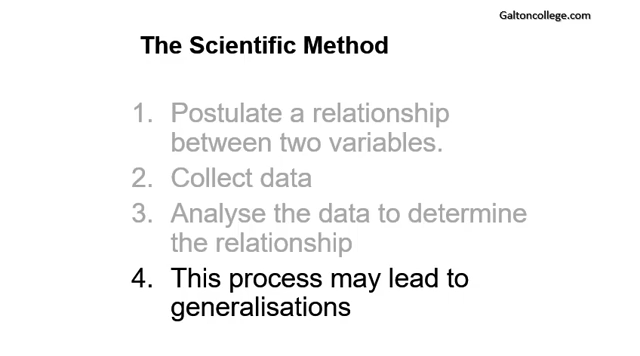 Galtoncollege.com
The Scientific Method
1. Postulate a relationship
between two variables.
2. Collect data
3. Analyse the data to determine
the relationship
4. This process may lead to
generalisations